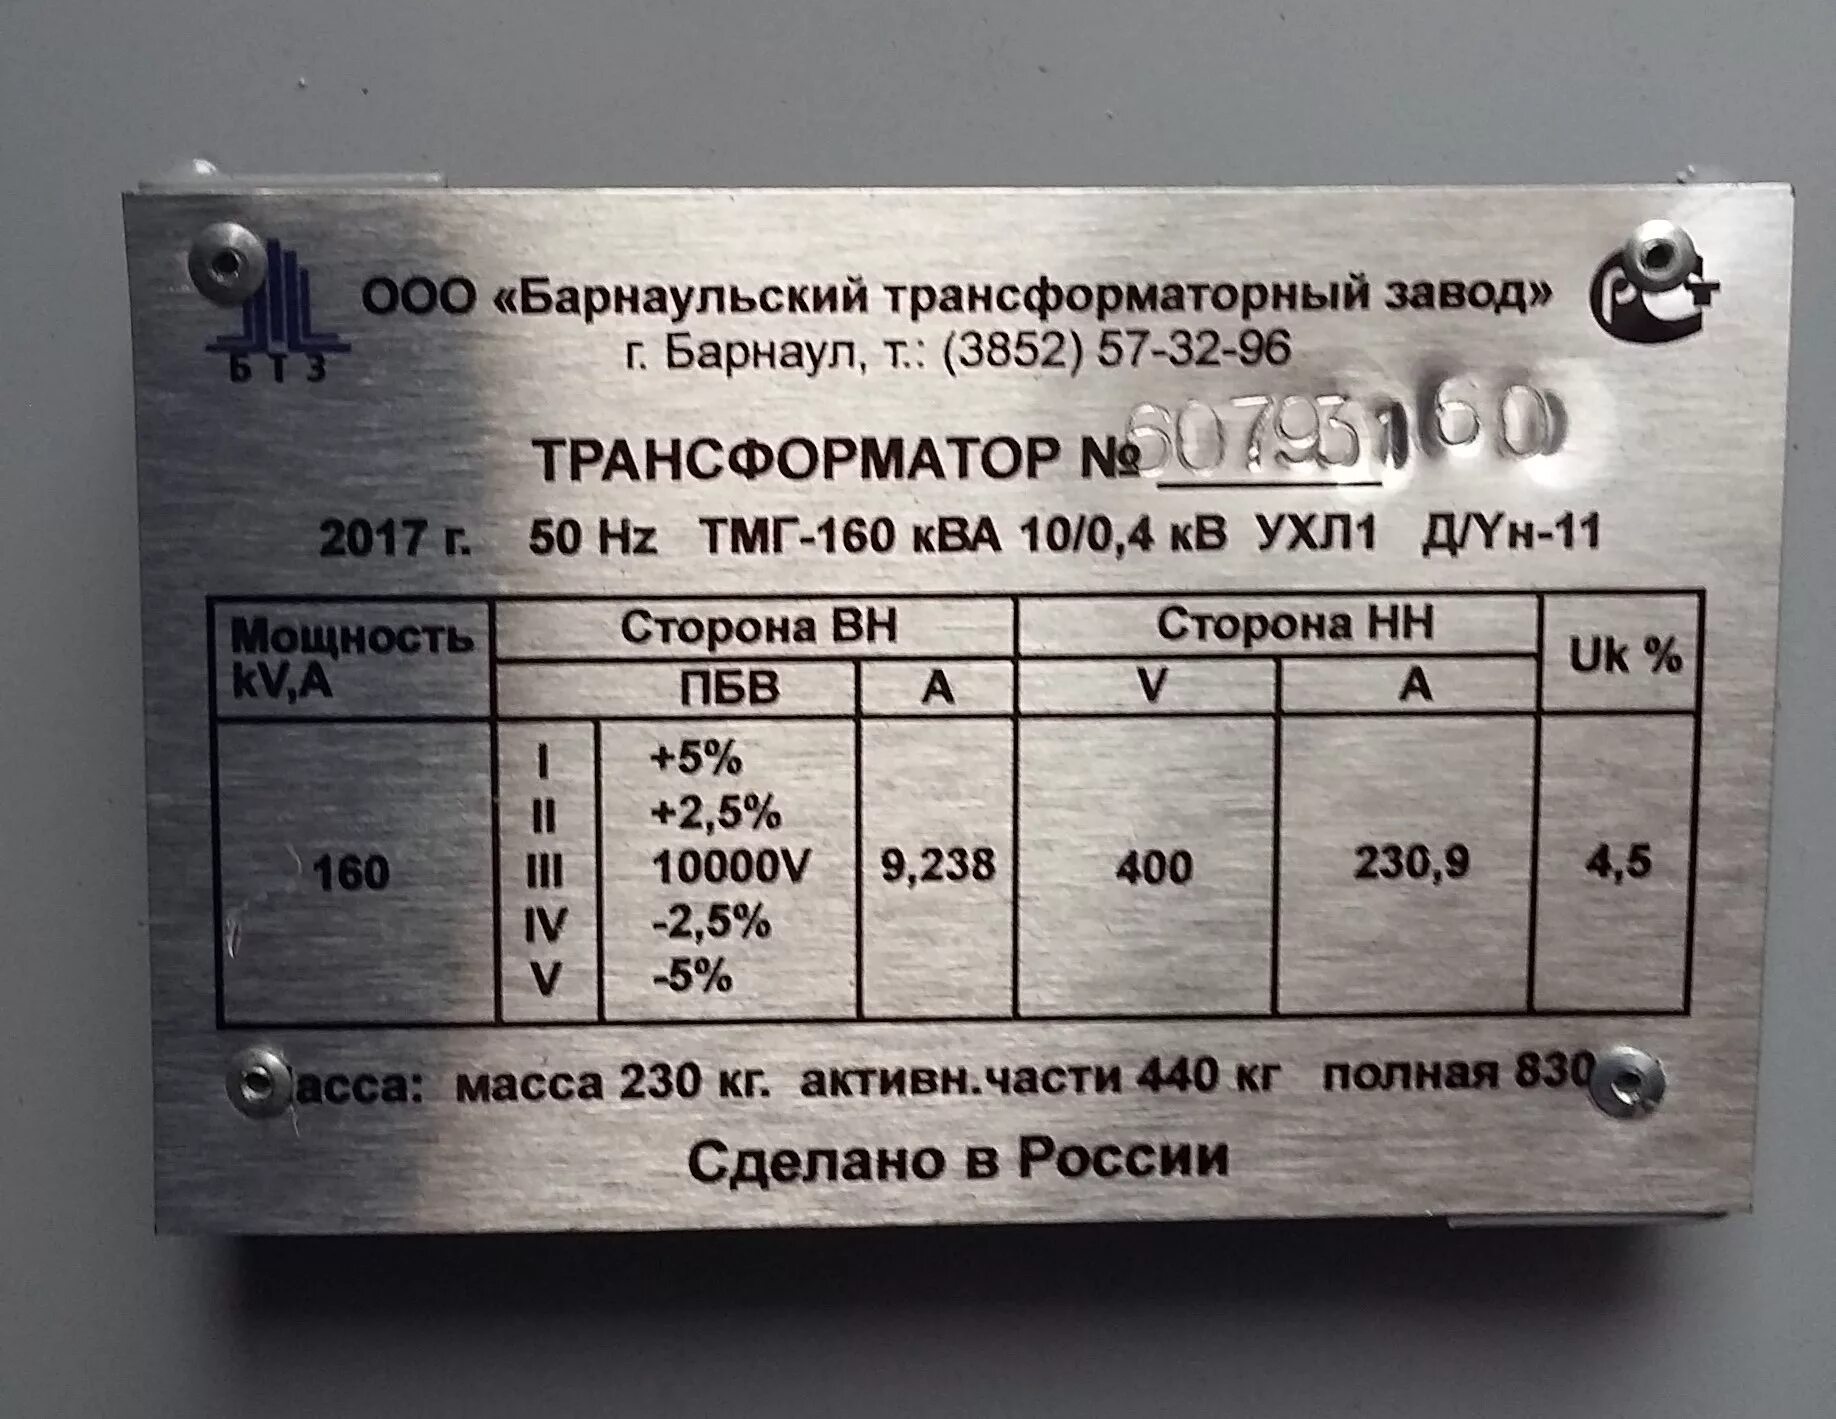 ООО «Барнаульский трансформаторный завод»
г. Барнаул, т.: (3852) 57-32-96
БТЗ
РСТ
ТРАНСФОРМАТОР №
2017 г. 50 Hz ТМГ-160 кВА 10/0,4 кВ УХЛ1 Д/Yн-11
Мощность kV,A Сторона ВН Сторона НН Uk %
ПБВ А V А
I +5%
II +2,5%
160 III 10000V 9,238 400 230,9 4,5
IV -2,5%
V -5%
асса: масса 230 кг. активн.части 440 кг полная 830
Сделано в России